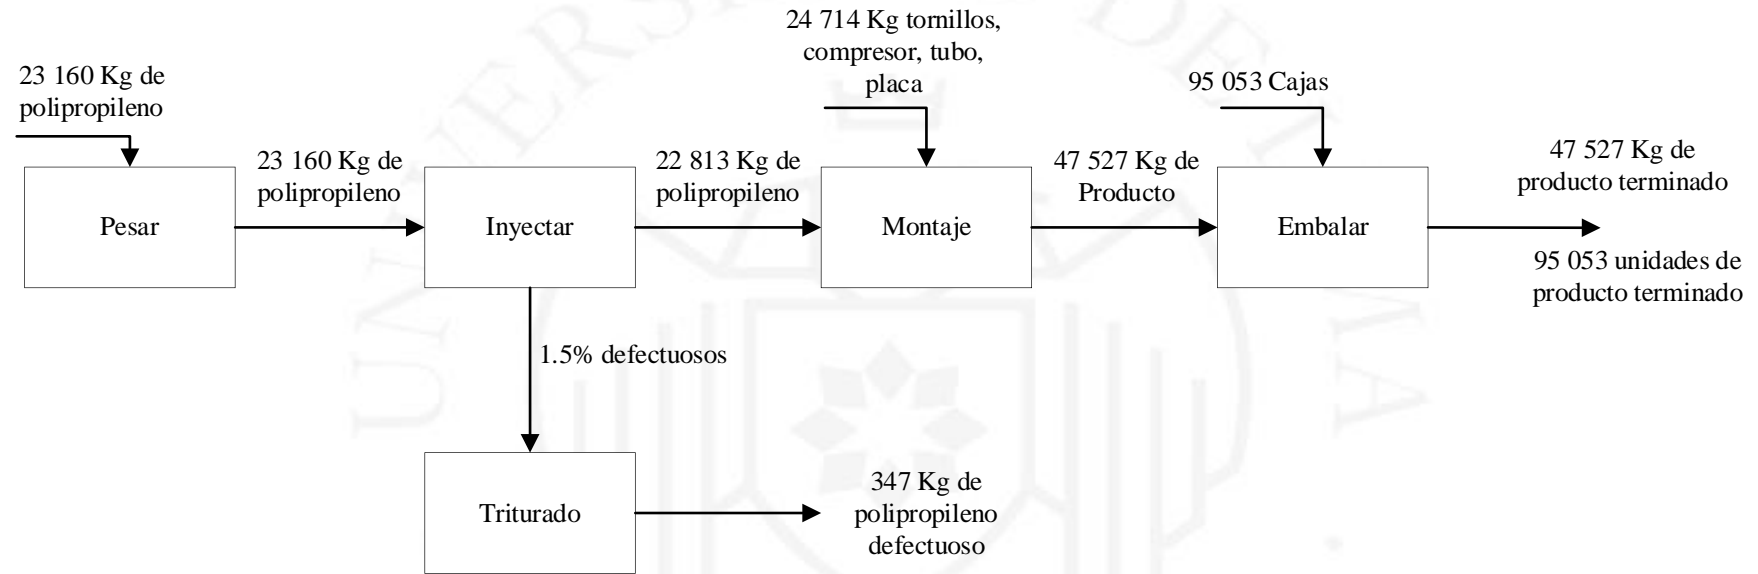 24 714 Kg tornillos,
compresor, tubo,
placa
23 160 Kg de
polipropileno
95 053 Cajas
23 160 Kg de
polipropileno
22 813 Kg de
polipropileno
47 527 Kg de
Producto
47 527 Kg de
producto terminado
Pesar
Inyectar
Montaje
Embalar
95 053 unidades de
producto terminado
1.5% defectuosos
Triturado
347 Kg de
polipropileno
defectuoso